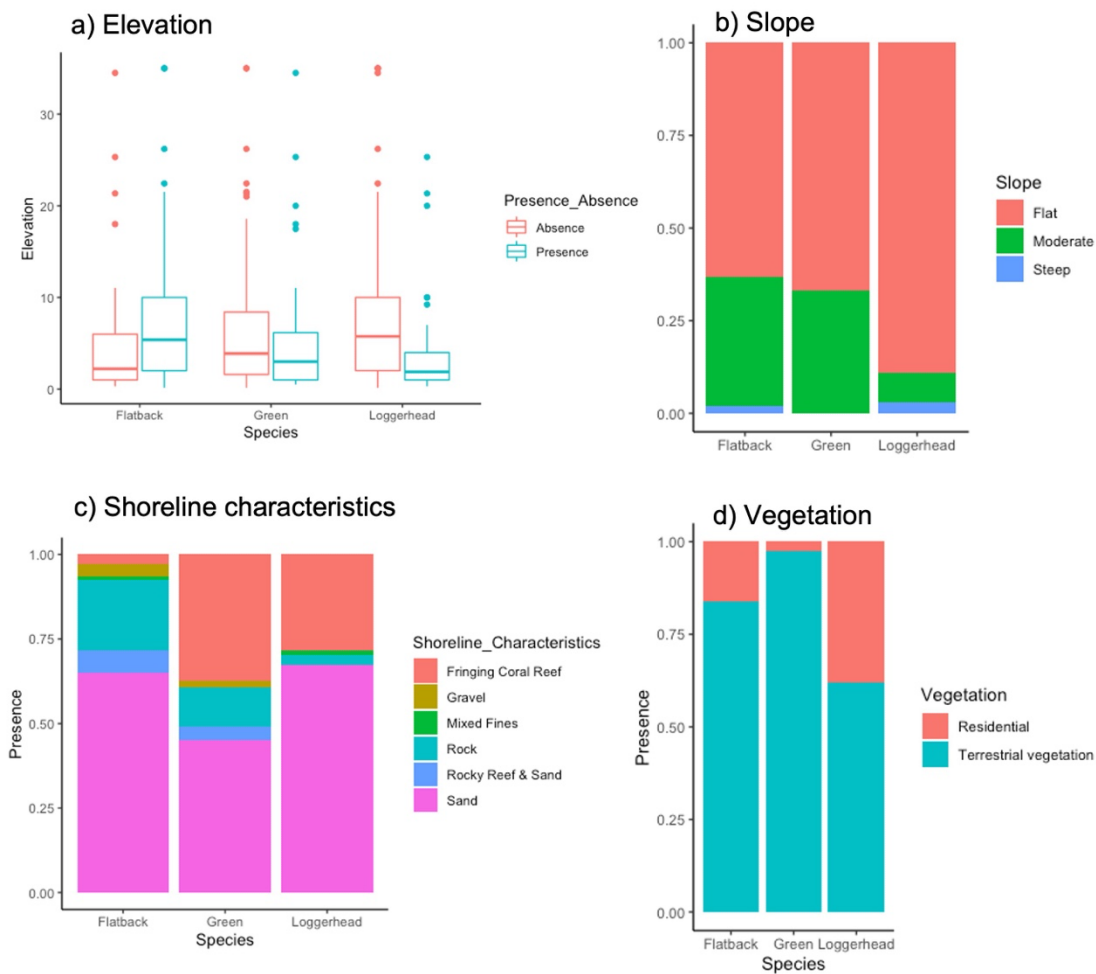 a) Elevation
30
20
10
0
Elevation
Flatback
Green
Loggerhead
Species
Presence_Absence
Absence
Presence
b) Slope
1.00
0.75
0.50
0.25
0.00
Flatback
Green
Loggerhead
Slope
Flat
Moderate
Steep
c) Shoreline characteristics
1.00
0.75
0.50
0.25
0.00
Presence
Flatback
Green
Loggerhead
Species
Shoreline_Characteristics
Fringing Coral Reef
Gravel
Mixed Fines
Rock
Rocky Reef & Sand
Sand
d) Vegetation
1.00
0.75
0.50
0.25
0.00
Presence
Flatback
Green
Loggerhead
Species
Vegetation
Residential
Terrestrial vegetation